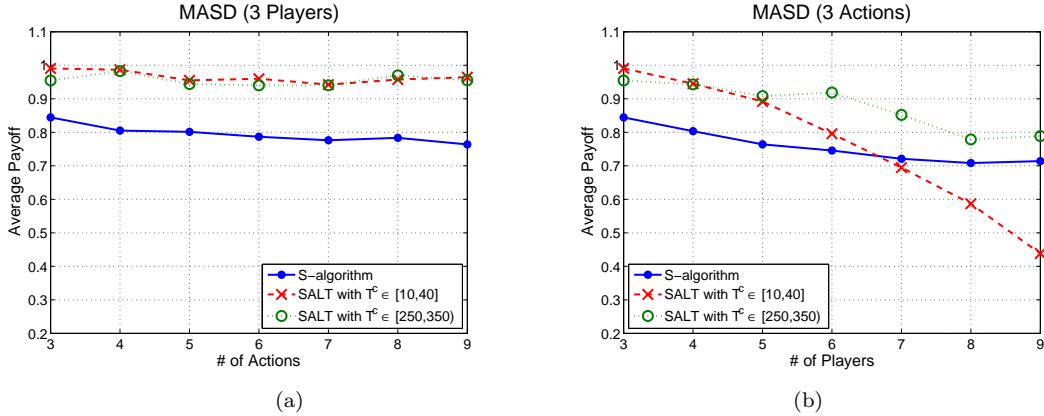 MASD (3 Players)
1.1
1
0.9
0.8
0.7
0.6
0.5
0.4
0.3
0.2
Average Payoff
S−algorithm
SALT with T^c ∈ [10,40]
SALT with T^c ∈ [250,350)
3 4 5 6 7 8 9
# of Actions
(a)
MASD (3 Actions)
1.1
1
0.9
0.8
0.7
0.6
0.5
0.4
0.3
0.2
Average Payoff
S−algorithm
SALT with T^c ∈ [10,40]
SALT with T^c ∈ [250,350)
3 4 5 6 7 8 9
# of Players
(b)